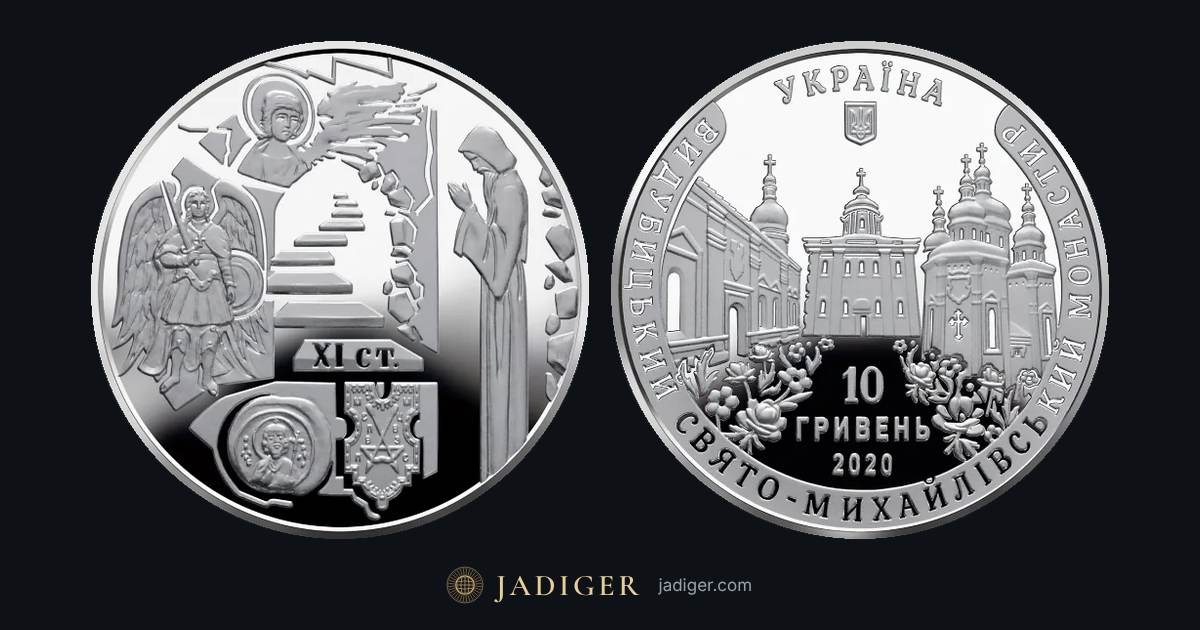 XI СТ.
УКРАЇНА
ВИДУБИЦЬКИЙ СВЯТО-МИХАЙЛІВСЬКИЙ МОНАСТИР
10
ГРИВЕНЬ
2020
JADIGER jadiger.com